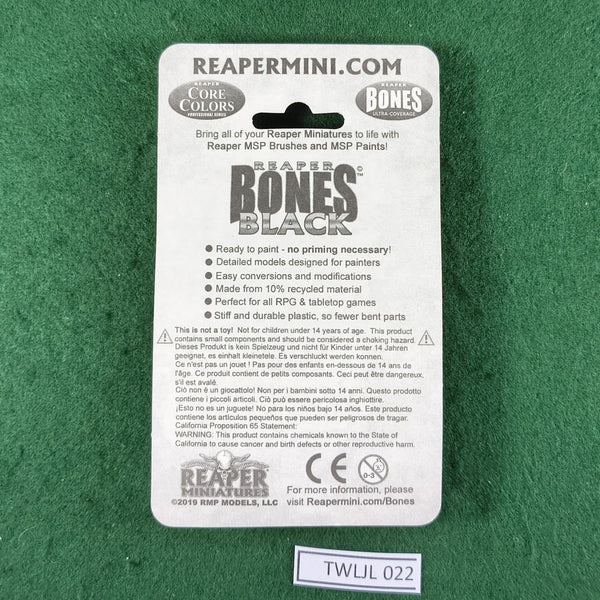 REAPERMINI.COM
REAPER
CORE
COLORS
PROFESSIONAL SERIES
REAPER
BONES
ULTRA-COVERAGE
Bring all of your Reaper Miniatures to life with
Reaper MSP Brushes and MSP Paints!
REAPER ©
BONES™
BLACK
● Ready to paint - no priming necessary!
● Detailed models designed for painters
● Easy conversions and modifications
● Made from 10% recycled material
● Perfect for all RPG & tabletop games
● Stiff and durable plastic, so fewer bent parts
This is not a toy! Not for children under 14 years of age. This product
contains small components and should be considered a choking hazard.
Dieses Produkt is kein Spielzeug und nicht für Kinder unter 14 Jahren
geeignet, es einhalt kleinetele. Es verschluckt werden konnen.
Ce n'est pas un jouet ! Pas pour des enfants en-dessous de 14 ans de
l'âge. Ce produit contient de petits composants. Ceci peut être dangereux,
s'il est avalé.
Ció non è un giocattolo! Non per i bambini sotto 14 anni. Questo prodotto
contiene i piccoli articoli. Ció essere pericolosa inghiottire.
¡Esto no es un juguete! No para los niños bajo 14 años. Este producto
contiene los artículos pequeños que pueden ser peligrosos de tragar.
California Proposition 65 Statement:
WARNING: This product contains chemicals known to the State of
California to cause cancer and birth defects or other reproductive harm.
REAPER
MINIATURES
©2019 RMP MODELS, LLC
CE
0-3
For more information, please
visit Reapermini.com/Bones
TWLJL 022